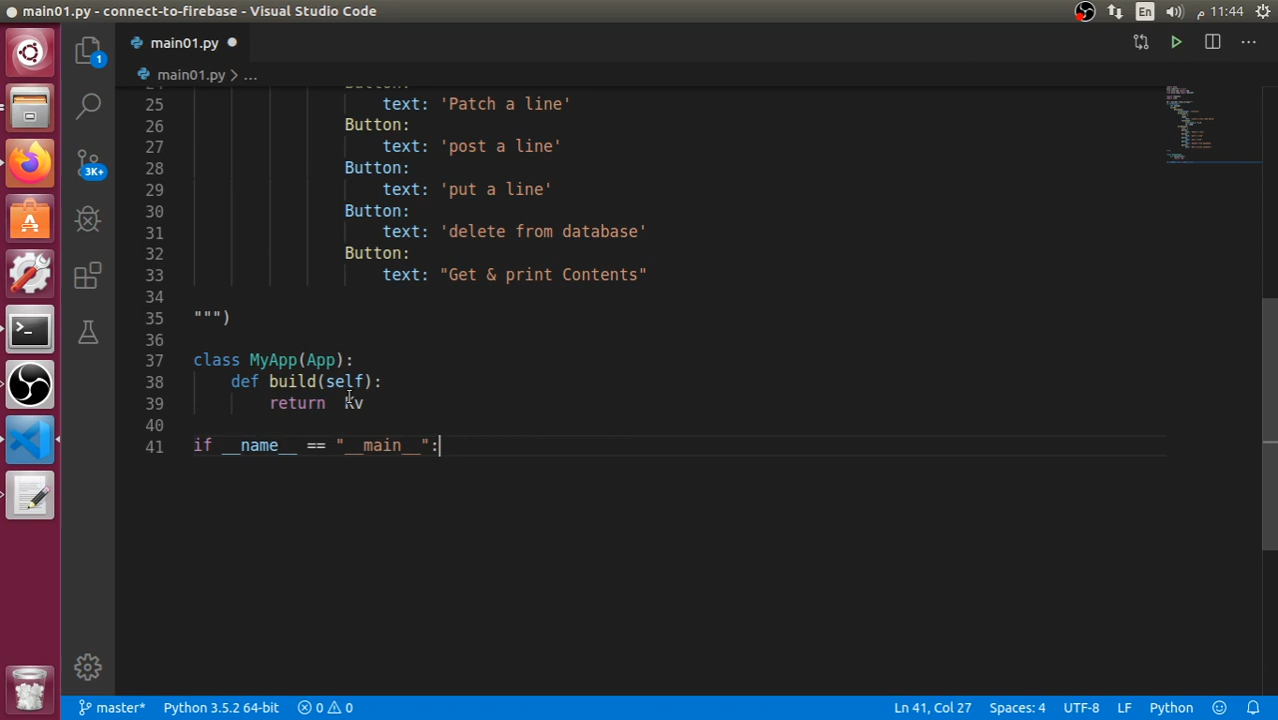 main01.py - connect-to-firebase - Visual Studio Code
En
11:44 م
1
3K+
main01.py
main01.py > ...
25 text: 'Patch a line'
26 Button:
27 text: 'post a line'
28 Button:
29 text: 'put a line'
30 Button:
31 text: 'delete from database'
32 Button:
33 text: "Get & print Contents"
34
35 """)
36
37 class MyApp(App):
38 def build(self):
39 return Kv
40
41 if __name__ == "__main__":
master* Python 3.5.2 64-bit 0 0 Ln 41, Col 27 Spaces: 4 UTF-8 LF Python